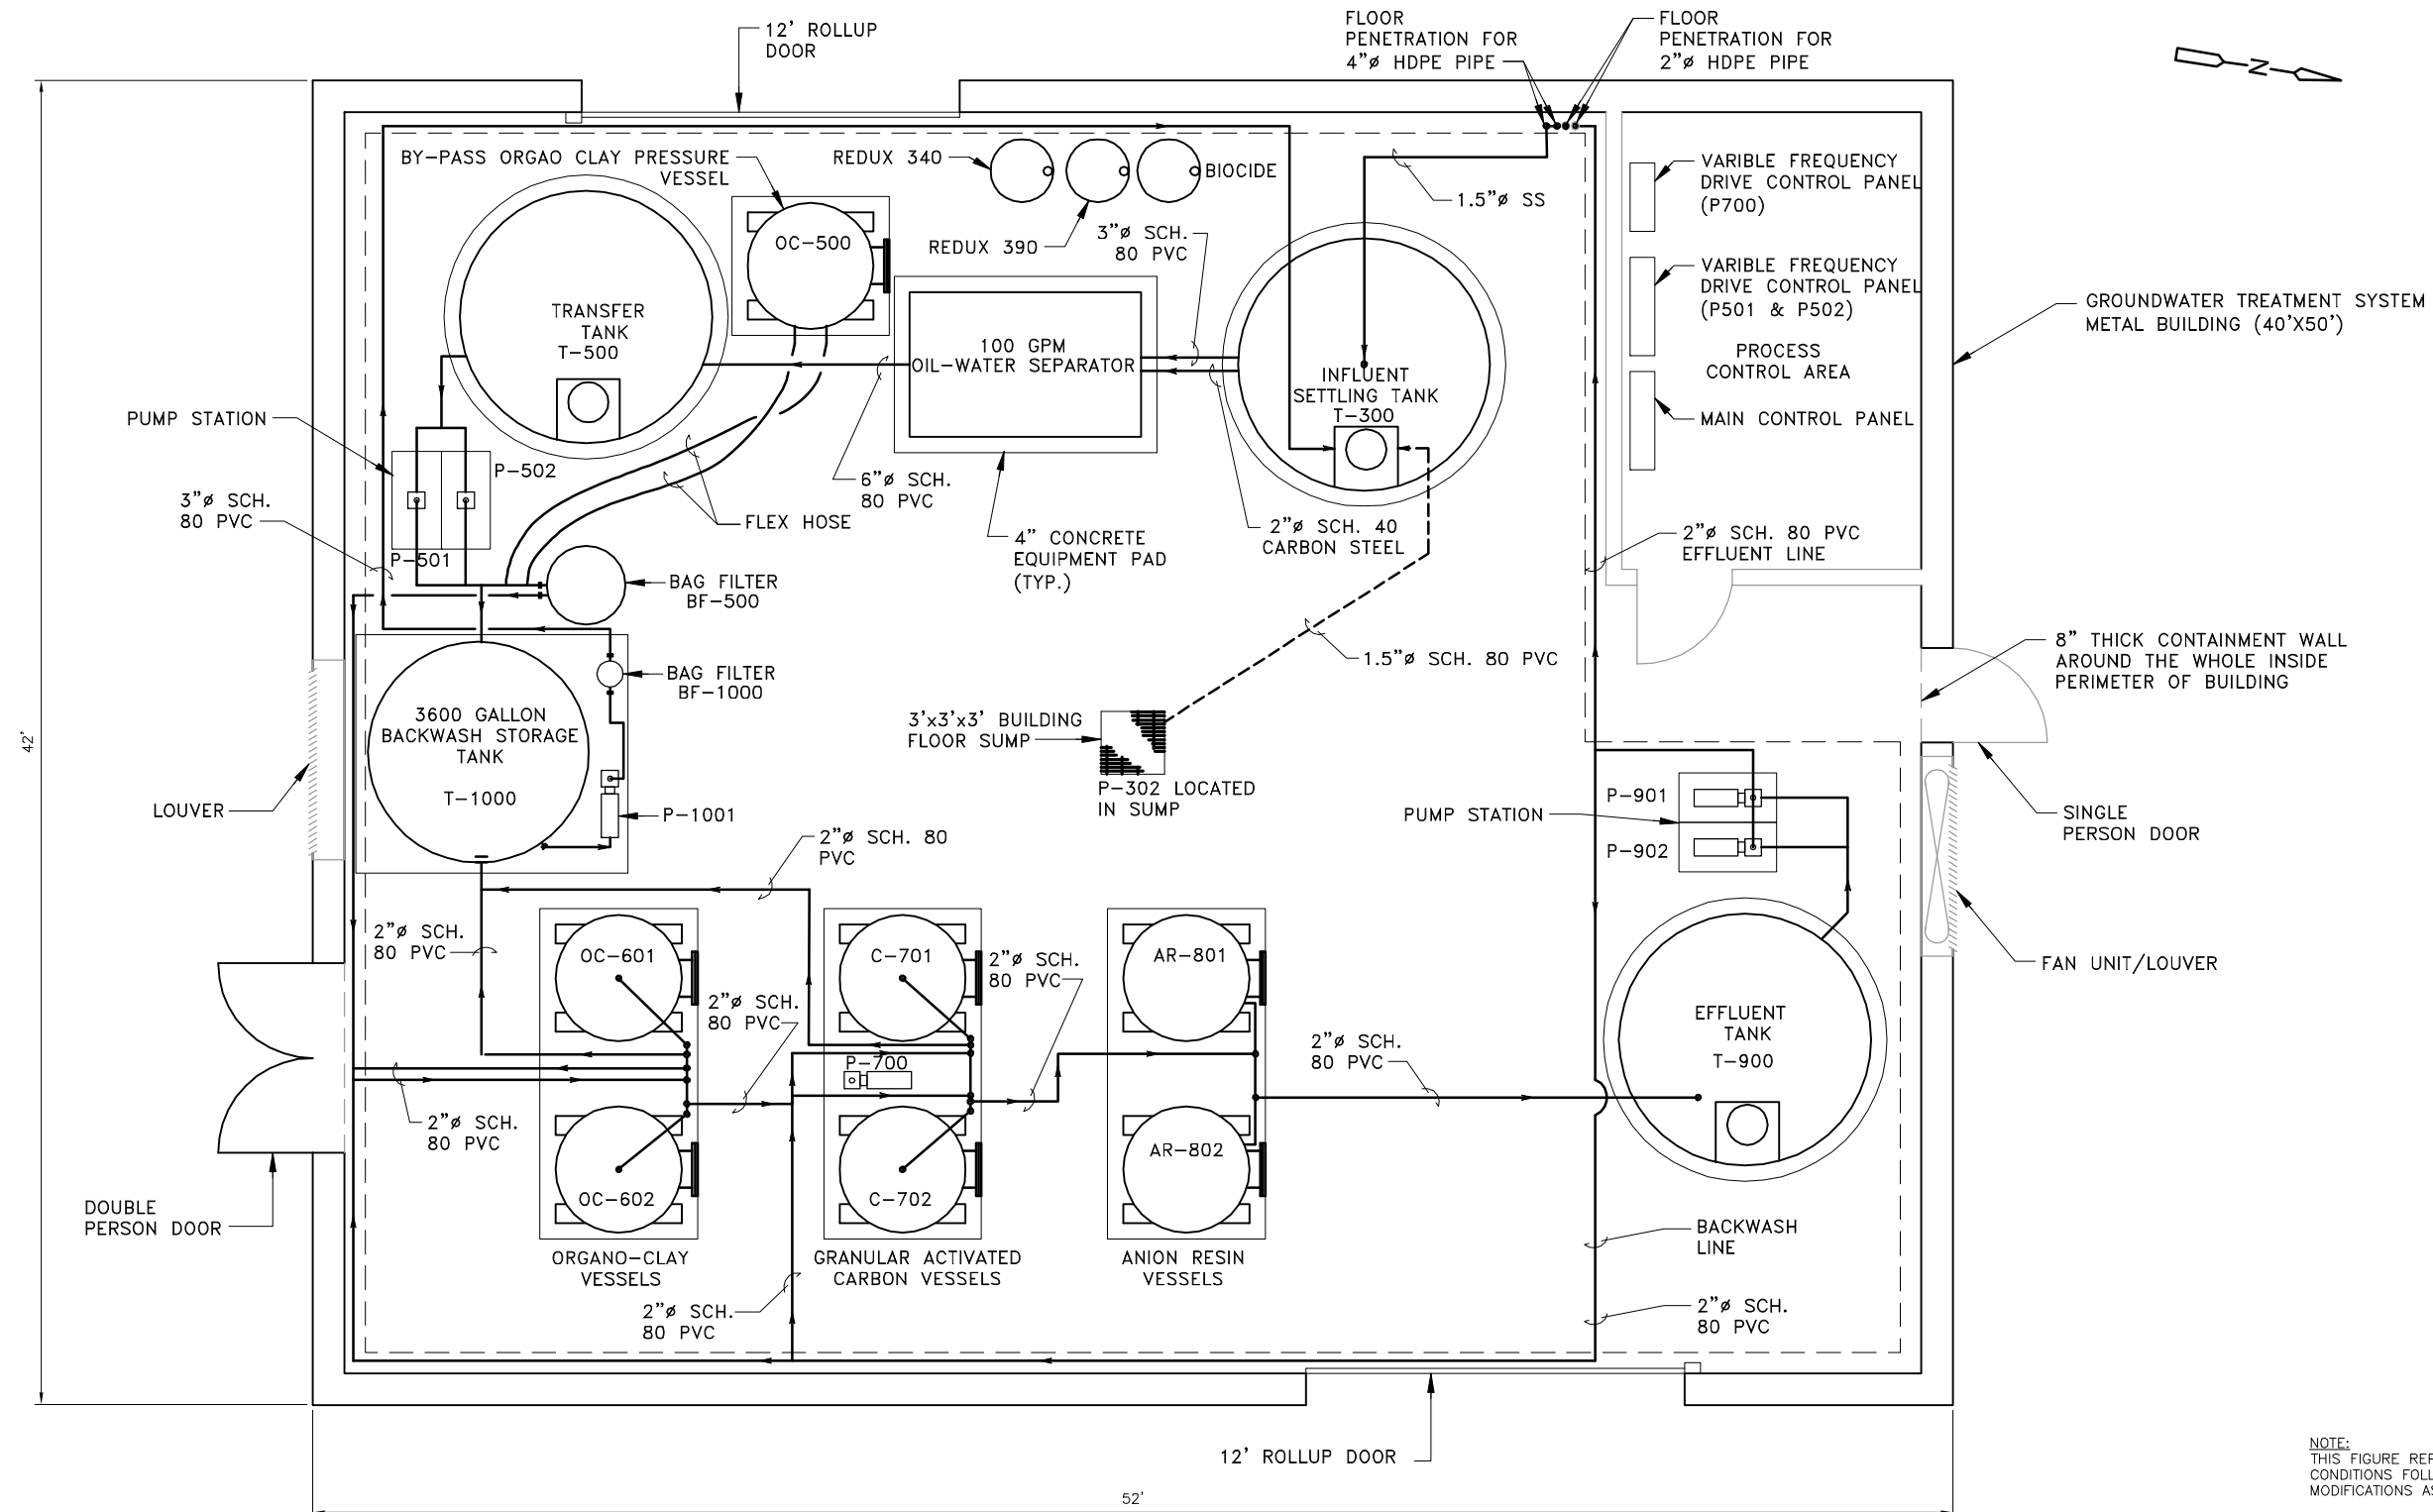 12' ROLLUP
DOOR
FLOOR
PENETRATION FOR
4"ø HDPE PIPE
FLOOR
PENETRATION FOR
2"ø HDPE PIPE
N
BY-PASS ORGAO CLAY PRESSURE
VESSEL
REDUX 340
BIOCIDE
REDUX 390
1.5"ø SS
3"ø SCH.
80 PVC
OC-500
VARIBLE FREQUENCY
DRIVE CONTROL PANEL
(P700)
VARIBLE FREQUENCY
DRIVE CONTROL PANEL
(P501 & P502)
PROCESS
CONTROL AREA
MAIN CONTROL PANEL
GROUNDWATER TREATMENT SYSTEM
METAL BUILDING (40'X50')
TRANSFER
TANK
T-500
100 GPM
OIL-WATER SEPARATOR
INFLUENT
SETTLING TANK
T-300
PUMP STATION
P-502
3"ø SCH.
80 PVC
P-501
FLEX HOSE
6"ø SCH.
80 PVC
4" CONCRETE
EQUIPMENT PAD
(TYP.)
2"ø SCH. 40
CARBON STEEL
2"ø SCH. 80 PVC
EFFLUENT LINE
BAG FILTER
BF-500
BAG FILTER
BF-1000
1.5"ø SCH. 80 PVC
8" THICK CONTAINMENT WALL
AROUND THE WHOLE INSIDE
PERIMETER OF BUILDING
42'
3600 GALLON
BACKWASH STORAGE
TANK
T-1000
3'x3'x3' BUILDING
FLOOR SUMP
P-302 LOCATED
IN SUMP
LOUVER
P-1001
P-901
PUMP STATION
P-902
SINGLE
PERSON DOOR
2"ø SCH. 80
PVC
2"ø SCH.
80 PVC
OC-601
C-701
2"ø SCH.
80 PVC
AR-801
FAN UNIT/LOUVER
2"ø SCH.
80 PVC
EFFLUENT
TANK
T-900
2"ø SCH.
80 PVC
P-700
2"ø SCH.
80 PVC
OC-602
C-702
AR-802
DOUBLE
PERSON DOOR
BACKWASH
LINE
ORGANO-CLAY
VESSELS
GRANULAR ACTIVATED
CARBON VESSELS
ANION RESIN
VESSELS
2"ø SCH.
80 PVC
2"ø SCH.
80 PVC
12' ROLLUP DOOR
52'
NOTE:
THIS FIGURE
CONDITIONS
MODIFICATIONS